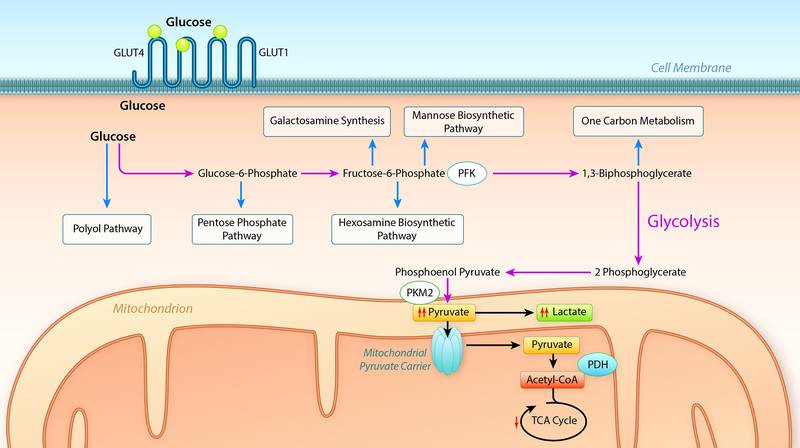 Glucose
GLUT4
GLUT1
Cell Membrane
Glucose
Glucose
Galactosamine Synthesis
Mannose Biosynthetic
Pathway
One Carbon Metabolism
Glucose-6-Phosphate
Fructose-6-Phosphate
PFK
1,3-Biphosphoglycerate
Polyol Pathway
Pentose Phosphate
Pathway
Hexosamine Biosynthetic
Pathway
Glycolysis
Phosphoenol Pyruvate
2 Phosphoglycerate
PKM2
Mitochondrion
Pyruvate
Lactate
Mitochondrial
Pyruvate Carrier
Pyruvate
PDH
Acetyl-CoA
TCA Cycle